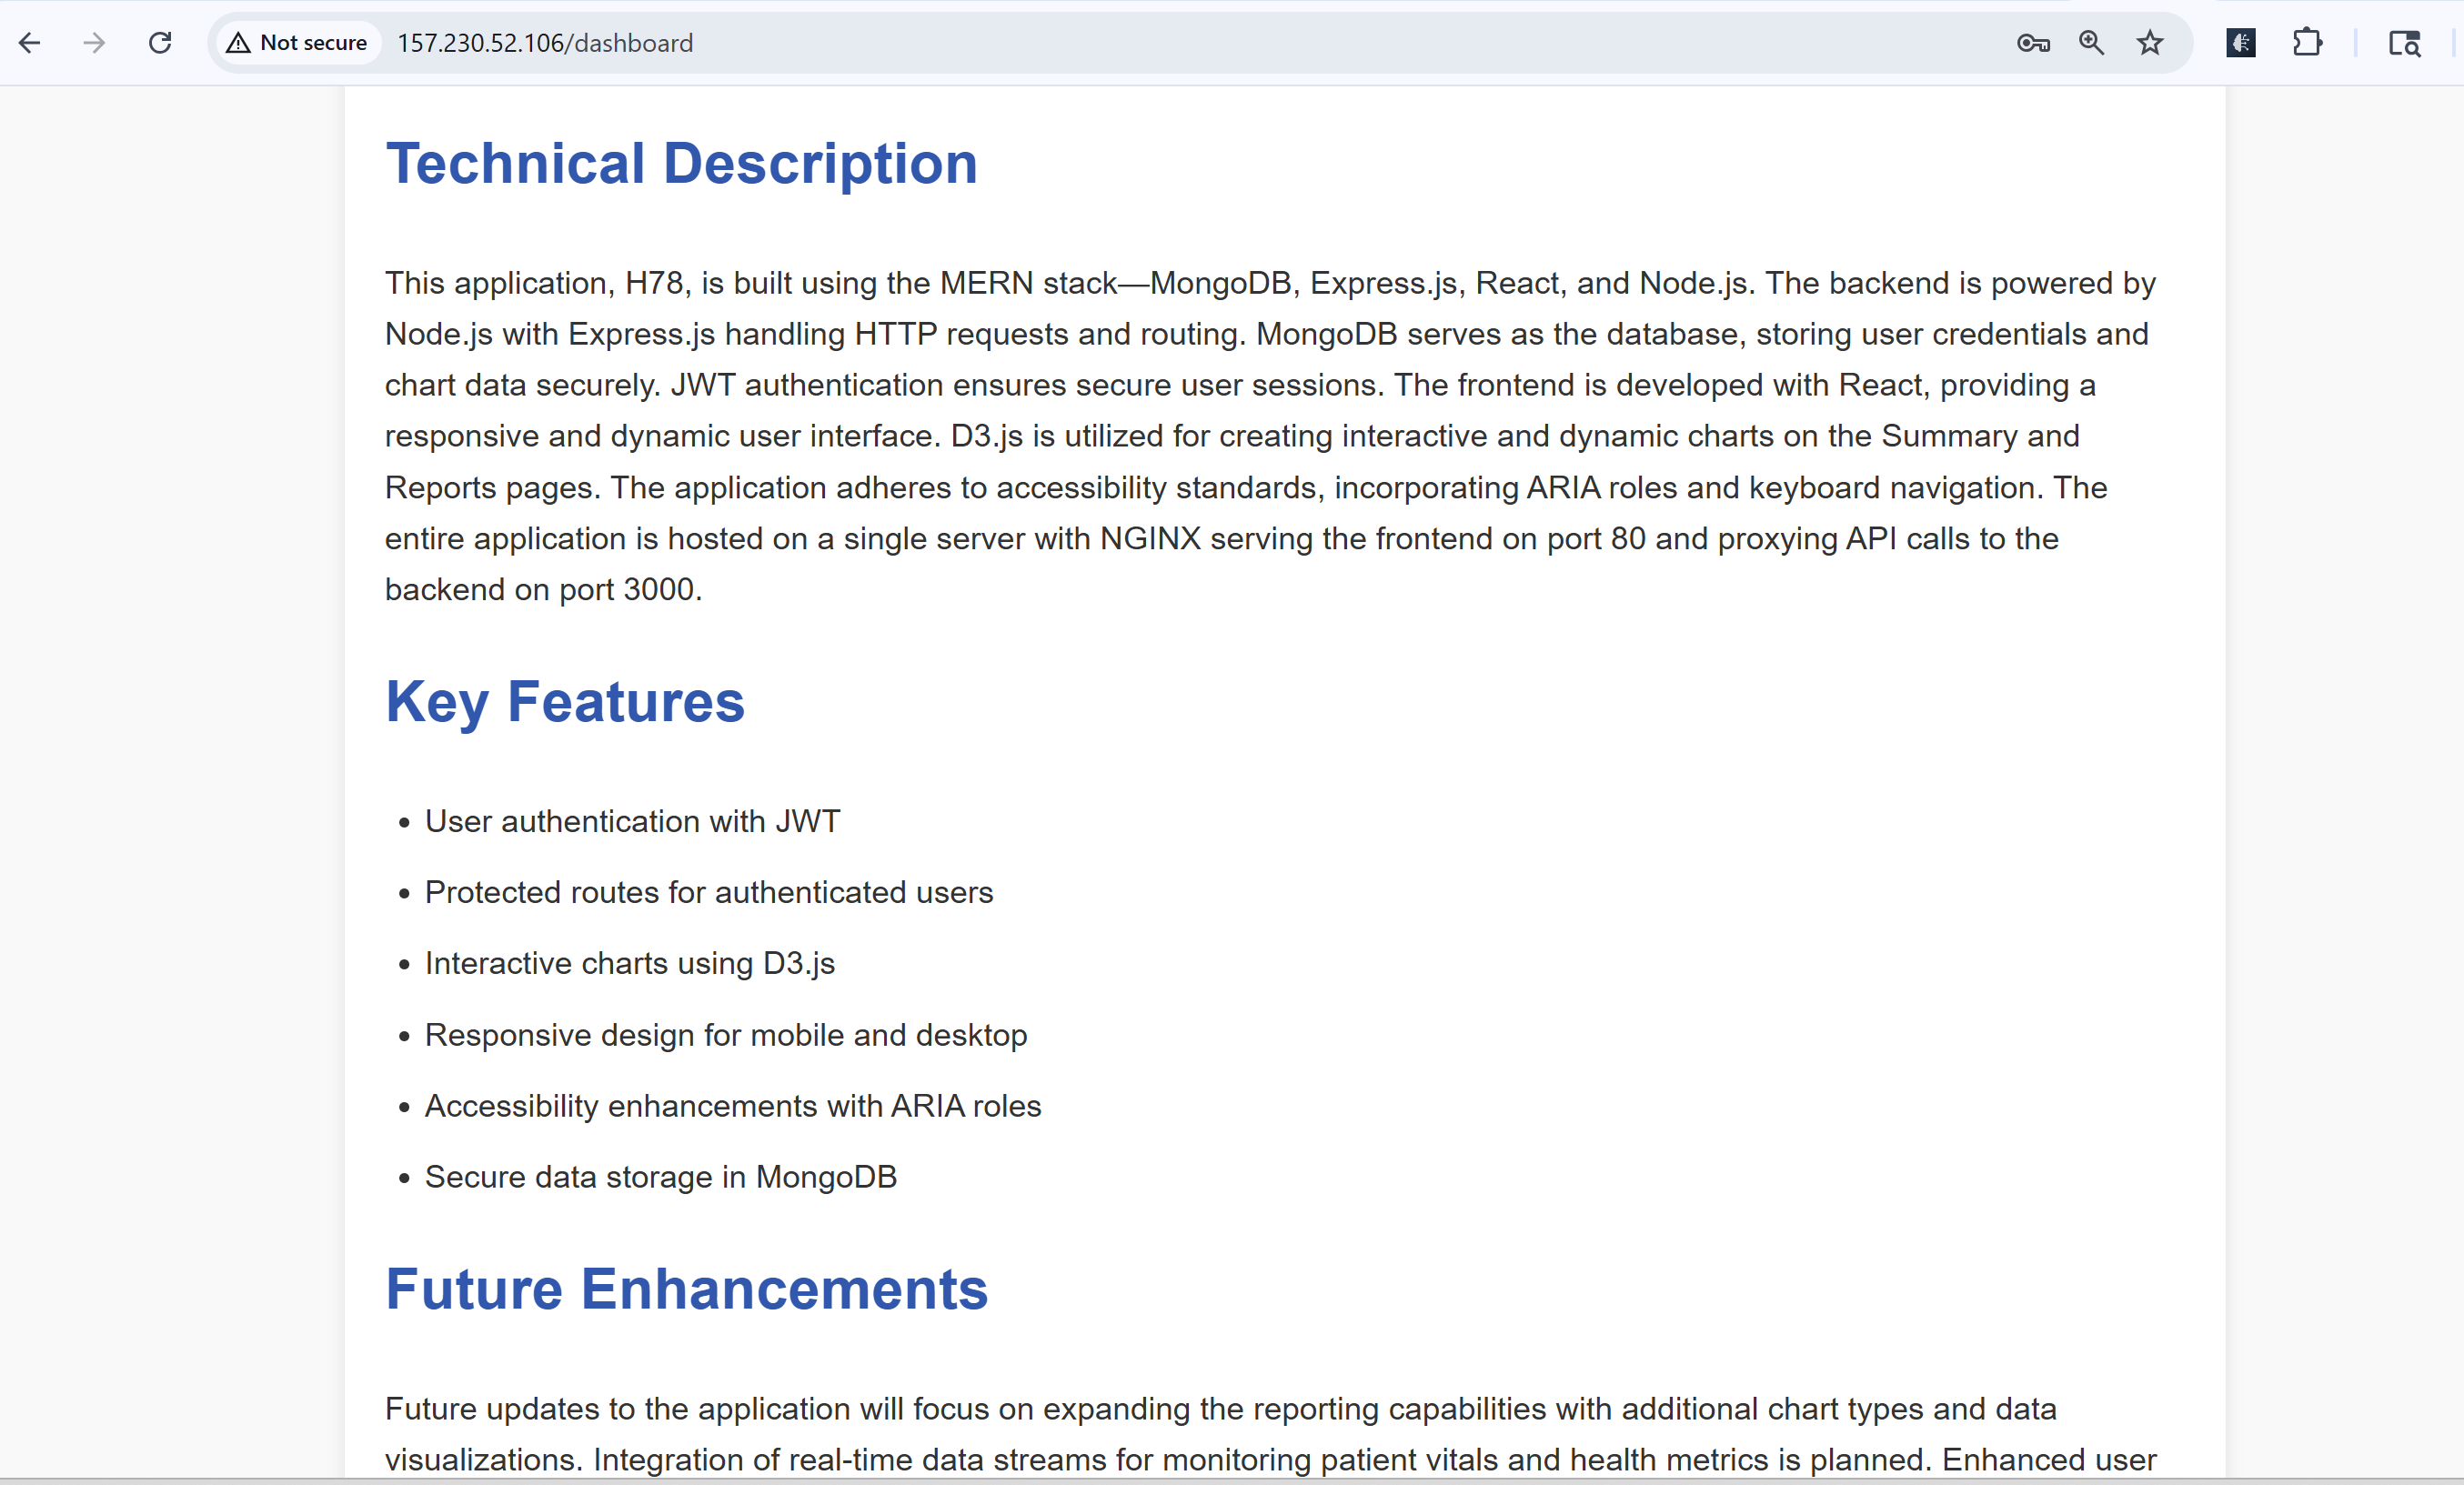 Not secure
157.230.52.106/dashboard
Technical Description
This application, H78, is built using the MERN stack—MongoDB, Express.js, React, and Node.js. The backend is powered by
Node.js with Express.js handling HTTP requests and routing. MongoDB serves as the database, storing user credentials and
chart data securely. JWT authentication ensures secure user sessions. The frontend is developed with React, providing a
responsive and dynamic user interface. D3.js is utilized for creating interactive and dynamic charts on the Summary and
Reports pages. The application adheres to accessibility standards, incorporating ARIA roles and keyboard navigation. The
entire application is hosted on a single server with NGINX serving the frontend on port 80 and proxying API calls to the
backend on port 3000.
Key Features
• User authentication with JWT
• Protected routes for authenticated users
• Interactive charts using D3.js
• Responsive design for mobile and desktop
• Accessibility enhancements with ARIA roles
• Secure data storage in MongoDB
Future Enhancements
Future updates to the application will focus on expanding the reporting capabilities with additional chart types and data
visualizations. Integration of real-time data streams for monitoring patient vitals and health metrics is planned. Enhanced user